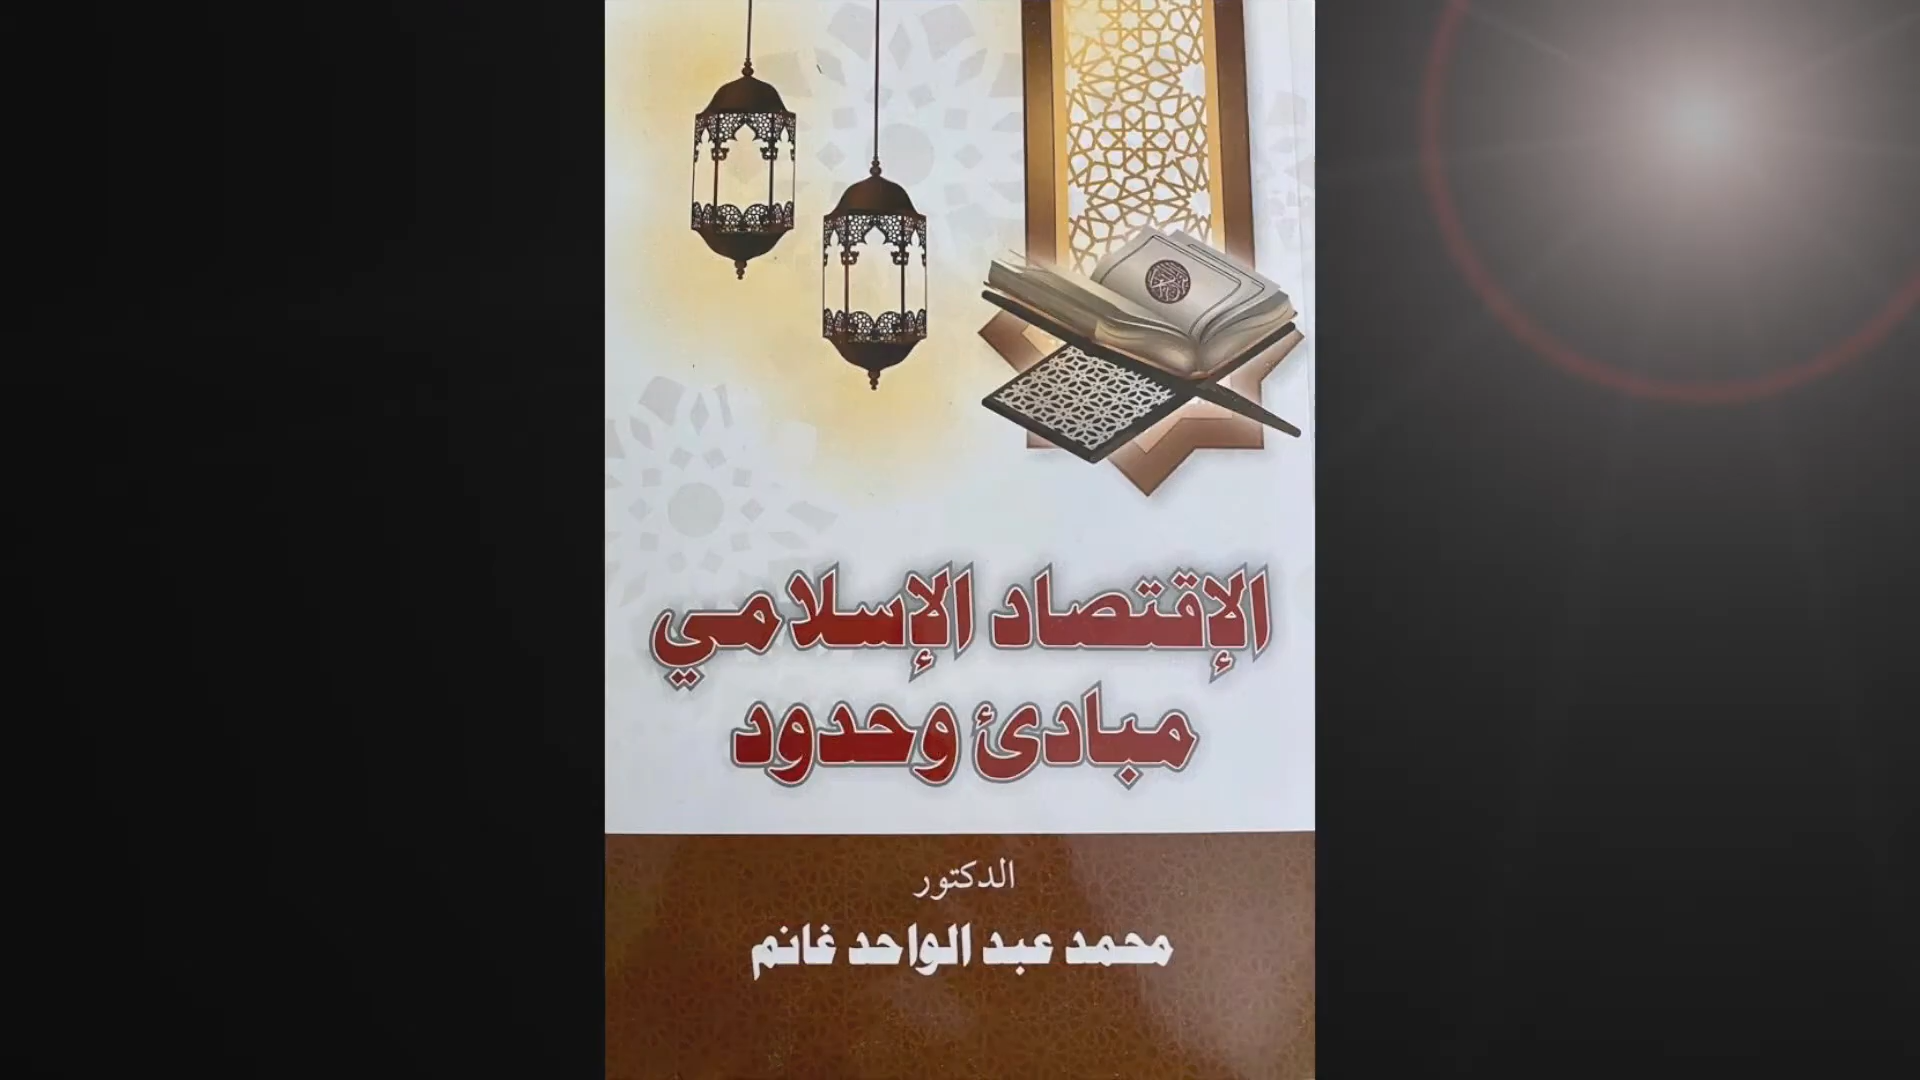 الإقتصاد الإسلامي
مبادئ وحدود
الدكتور
محمد عبد الواحد غانم